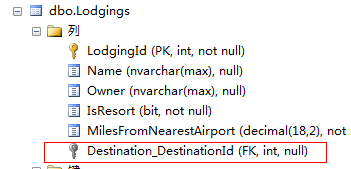 dbo.Lodgings
列
LodgingId (PK, int, not null)
Name (nvarchar(max), null)
Owner (nvarchar(max), null)
IsResort (bit, not null)
MilesFromNearestAirport (decimal(18,2), not
Destination_DestinationId (FK, int, null)